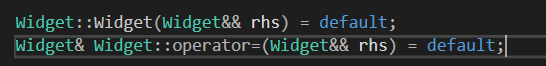 Widget::Widget(Widget&& rhs) = default;
Widget& Widget::operator=(Widget&& rhs) = default;